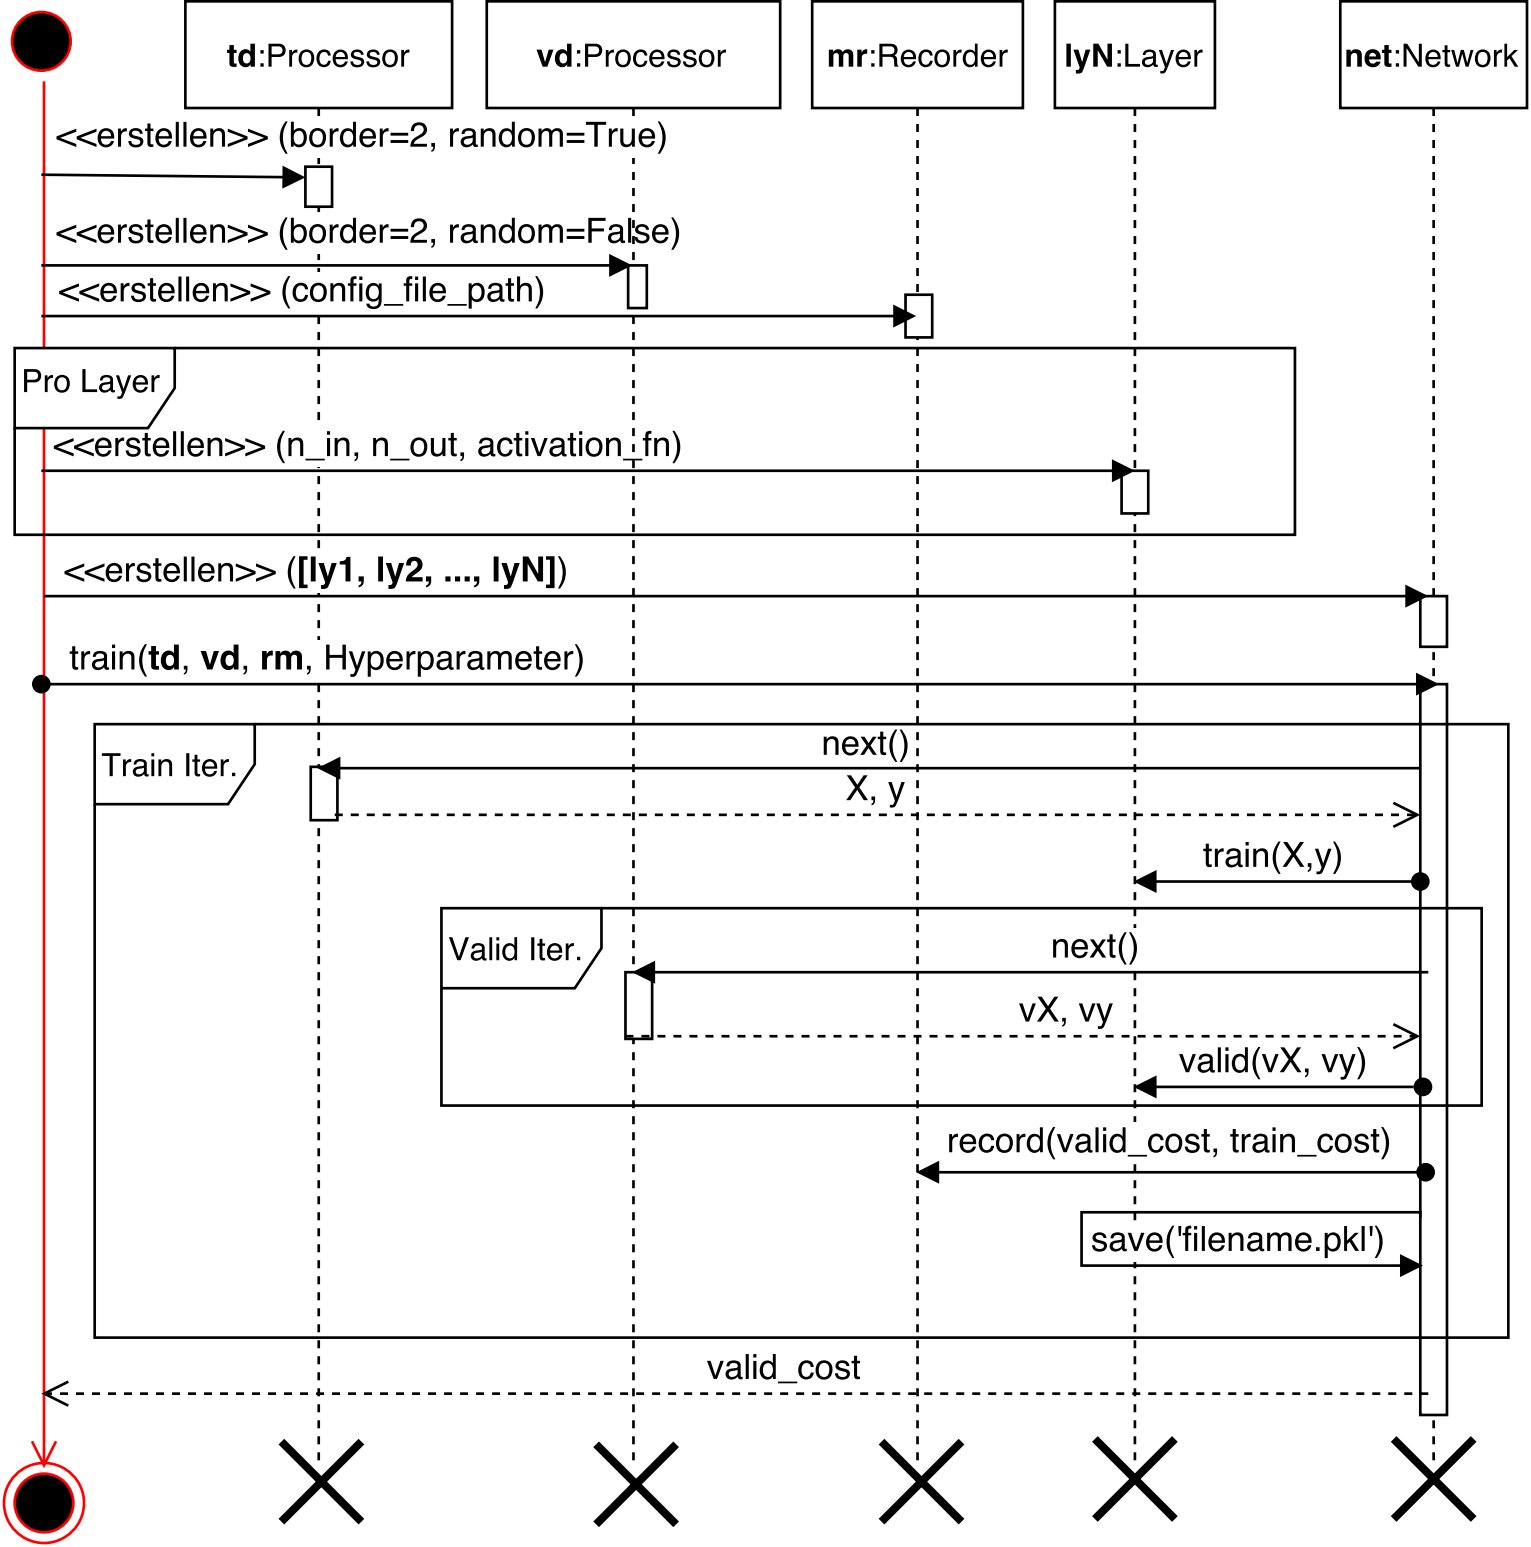 td:Processor
vd:Processor
mr:Recorder
lyN:Layer
net:Network
<<erstellen>> (border=2, random=True)
<<erstellen>> (border=2, random=False)
<<erstellen>> (config_file_path)
Pro Layer
<<erstellen>> (n_in, n_out, activation_fn)
<<erstellen>> ([ly1, ly2, ..., lyN])
train(td, vd, rm, Hyperparameter)
Train Iter.
next()
X, y
train(X,y)
Valid Iter.
next()
vX, vy
valid(vX, vy)
record(valid_cost, train_cost)
save('filename.pkl')
valid_cost